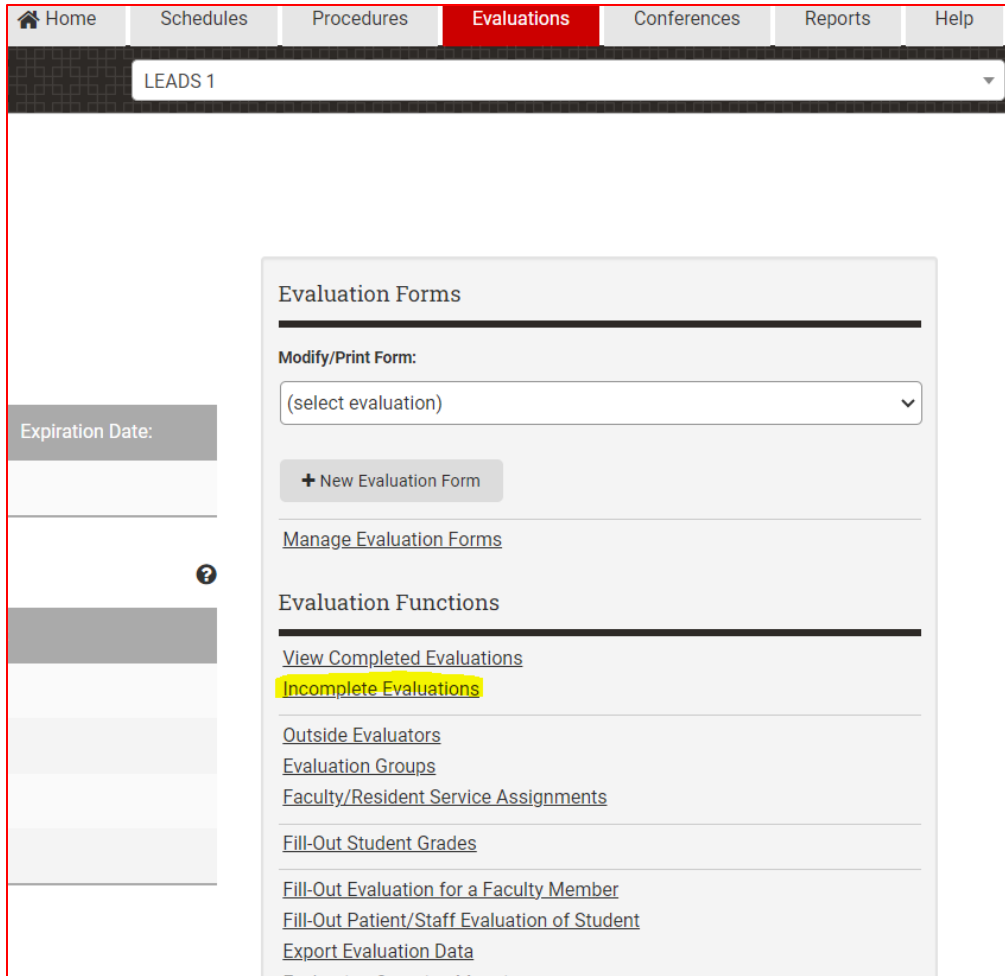 Home Schedules Procedures Evaluations Conferences Reports Help
LEADS 1
Evaluation Forms
Modify/Print Form:
(select evaluation)
Expiration Date:
New Evaluation Form
Manage Evaluation Forms
Evaluation Functions
View Completed Evaluations
Incomplete Evaluations
Outside Evaluators
Evaluation Groups
Faculty/Resident Service Assignments
Fill-Out Student Grades
Fill-Out Evaluation for a Faculty Member
Fill-Out Patient/Staff Evaluation of Student
Export Evaluation Data